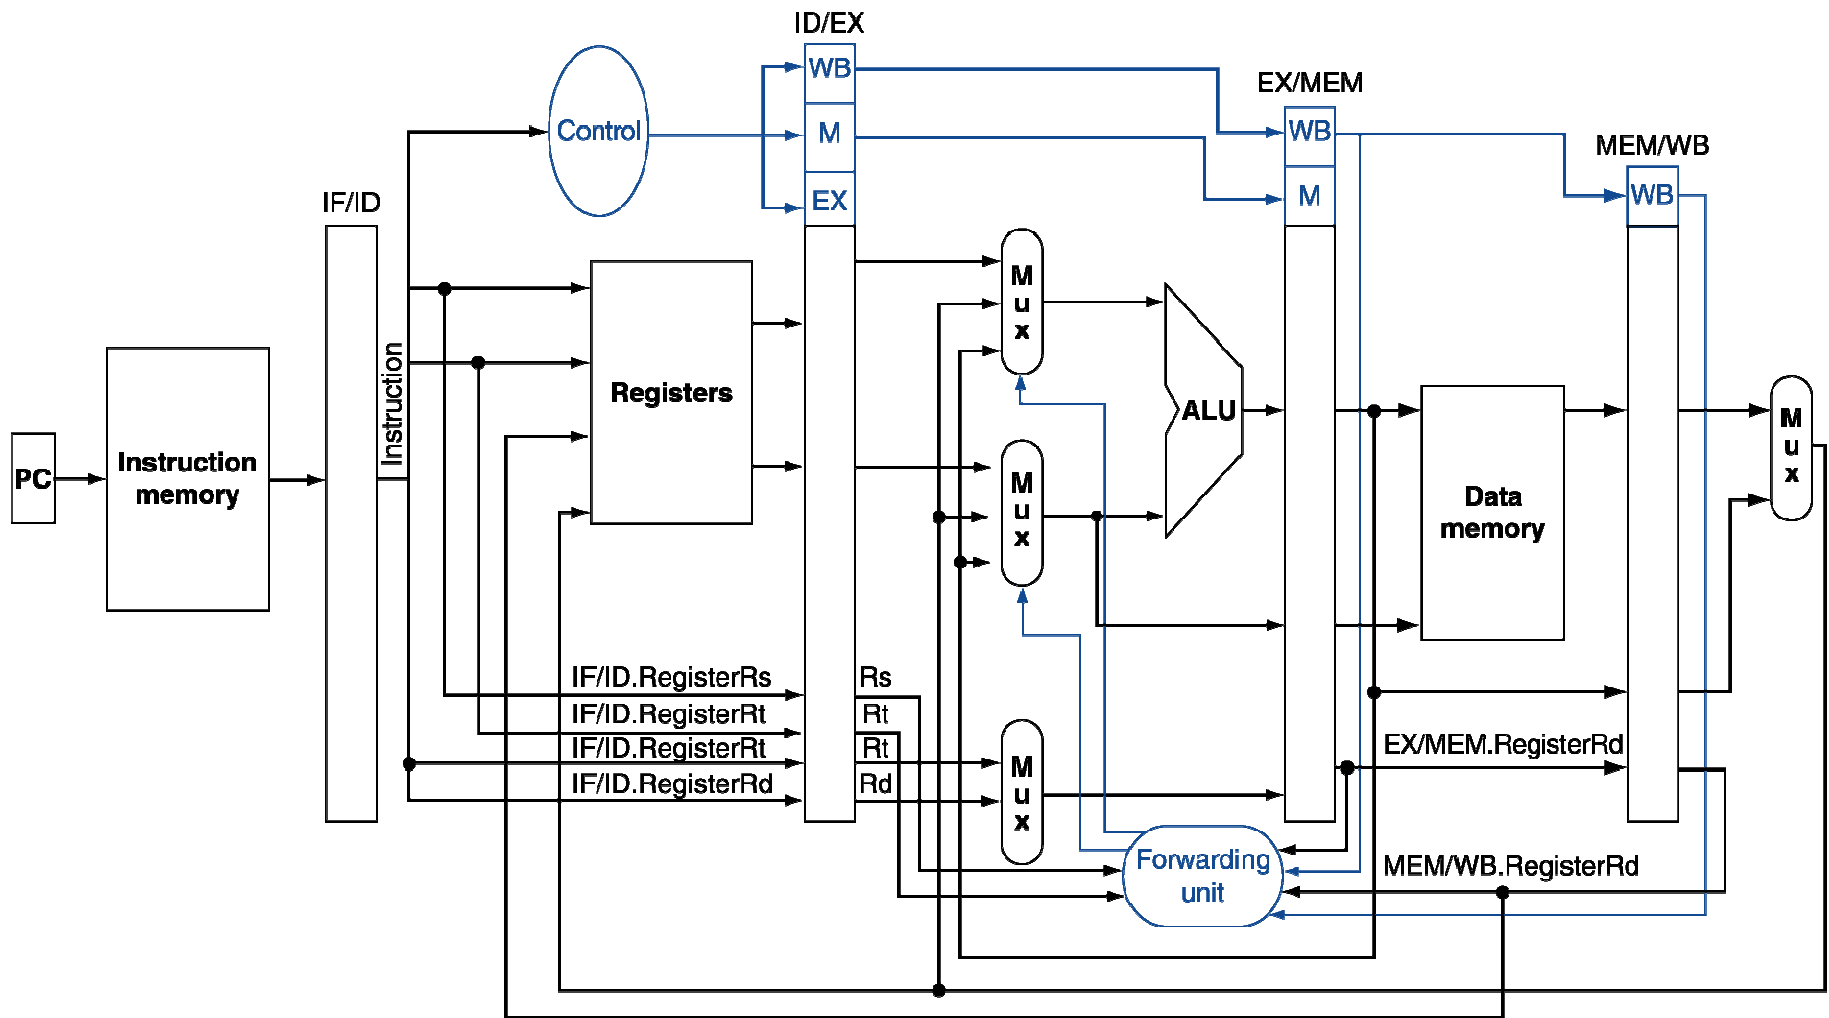 ID/EX
WB
EX/MEM
Control
M
WB
MEM/WB
EX
M
WB
IF/ID
M
u
x
Instruction
Registers
ALU
M
u
x
PC
Instruction
memory
M
u
x
Data
memory
IF/ID.RegisterRs
Rs
IF/ID.RegisterRt
Rt
IF/ID.RegisterRt
Rt
EX/MEM.RegisterRd
IF/ID.RegisterRd
Rd
M
u
x
Forwarding
unit
MEM/WB.RegisterRd